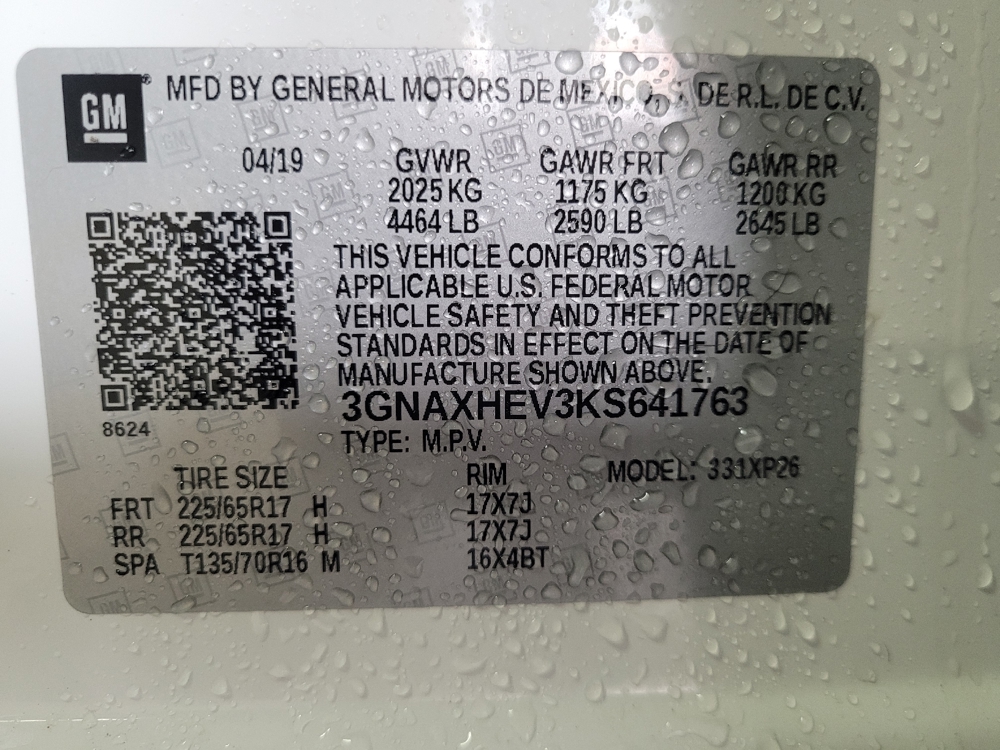 GM
MFD BY GENERAL MOTORS DE MEXICO, S. DE R.L. DE C.V.
04/19 GVWR GAWR FRT GAWR RR
2025 KG 1175 KG 1200 KG
4464 LB 2590 LB 2645 LB
THIS VEHICLE CONFORMS TO ALL
APPLICABLE U.S. FEDERAL MOTOR
VEHICLE SAFETY AND THEFT PREVENTION
STANDARDS IN EFFECT ON THE DATE OF
MANUFACTURE SHOWN ABOVE.
3GNAXHEV3KS641763
8624
TYPE: M.P.V.
TIRE SIZE RIM MODEL: 331XP26
FRT 225/65R17 H 17X7J
RR 225/65R17 H 17X7J
SPA T135/70R16 M 16X4BT